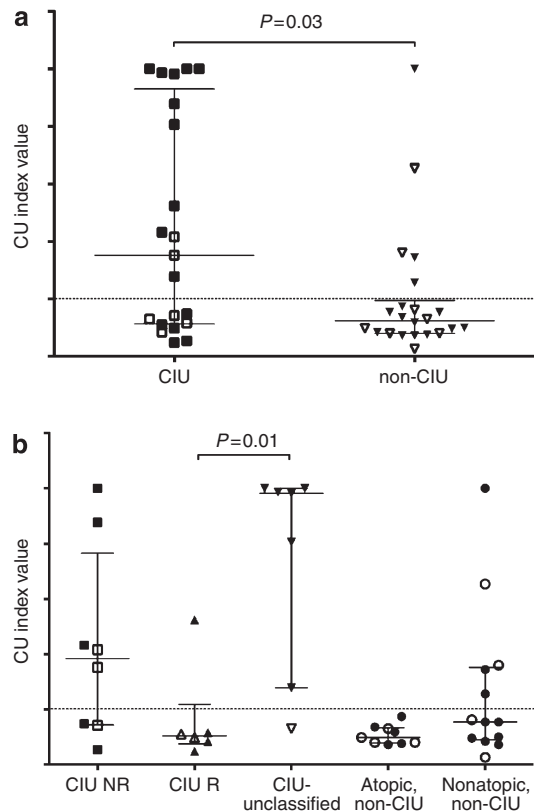 a
P=0.03
CU index value
CIU
non-CIU
b
P=0.01
CU index value
CIU NR
CIU R
CIU-
unclassified
Atopic,
non-CIU
Nonatopic,
non-CIU